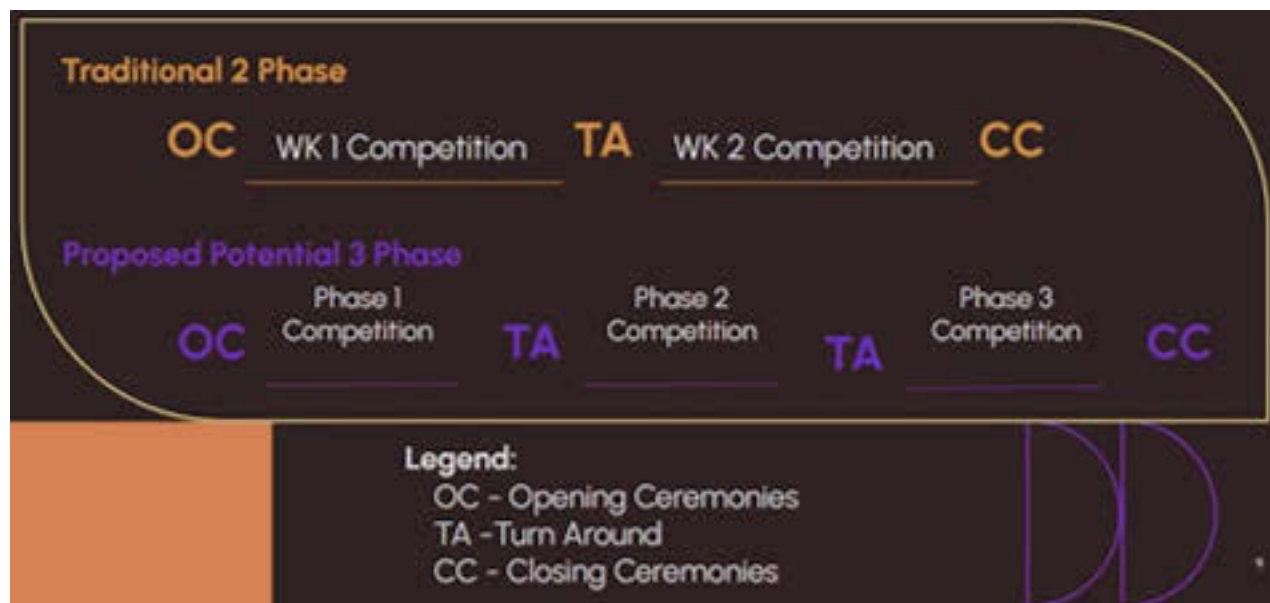 Traditional 2 Phase
OC WK 1 Competition TA WK 2 Competition CC
Proposed Potential 3 Phase
Phase 1 Phase 2 Phase 3
OC Competition TA Competition TA Competition CC
Legend:
OC - Opening Ceremonies
TA -Turn Around
CC - Closing Ceremonies